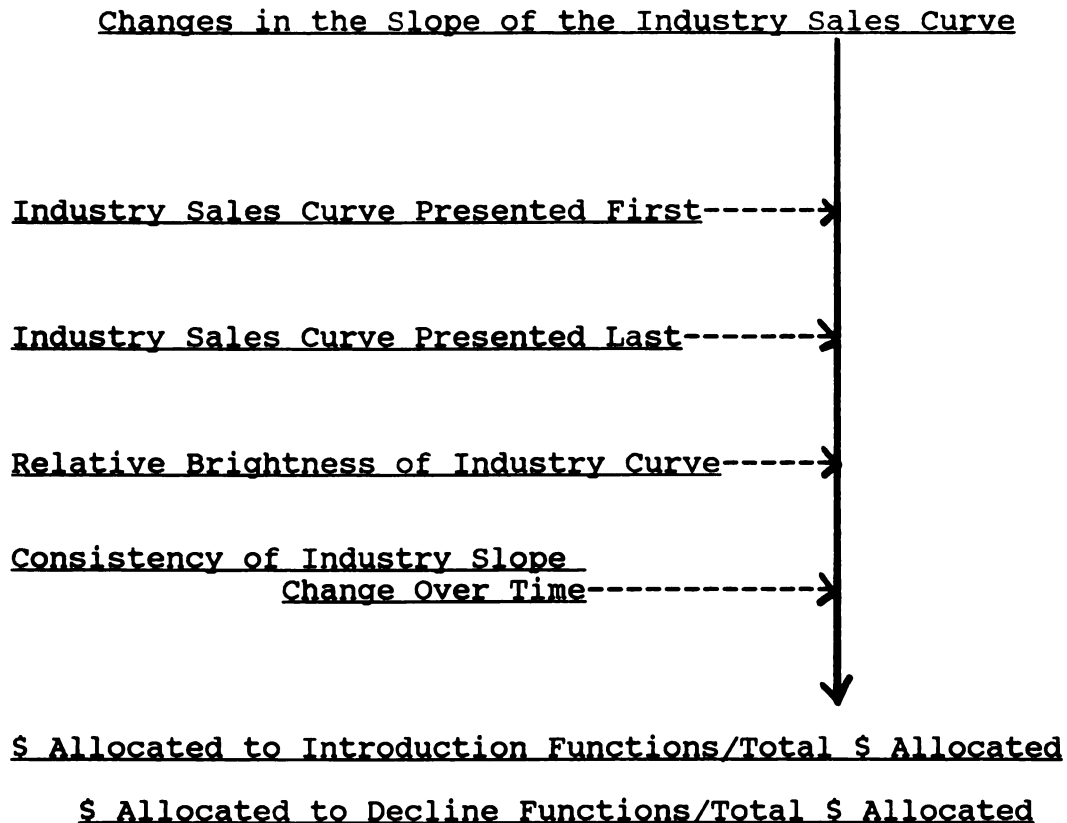 Changes in the Slope of the Industry Sales Curve
Industry Sales Curve Presented First
Industry Sales Curve Presented Last
Relative Brightness of Industry Curve
Consistency of Industry Slope
Change Over Time
$ Allocated to Introduction Functions/Total $ Allocated
$ Allocated to Decline Functions/Total $ Allocated